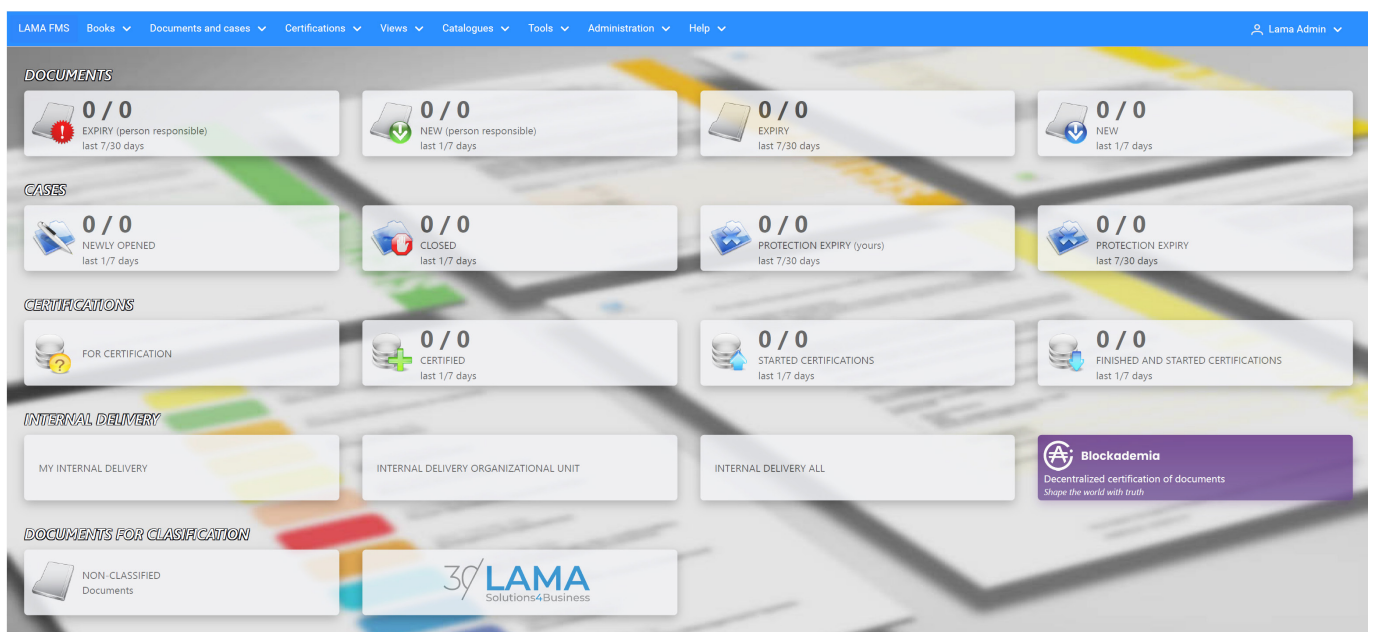 LAMA FMS Books Documents and cases Certifications Views Catalogues Tools Administration Help Lama Admin
DOCUMENTS
0 / 0
EXPIRY (person responsible)
last 7/30 days
0 / 0
NEW (person responsible)
last 1/7 days
0 / 0
EXPIRY
last 7/30 days
0 / 0
NEW
last 1/7 days
CASES
0 / 0
NEWLY OPENED
last 1/7 days
0 / 0
CLOSED
last 1/7 days
0 / 0
PROTECTION EXPIRY (yours)
last 7/30 days
0 / 0
PROTECTION EXPIRY
last 7/30 days
CERTIFICATIONS
FOR CERTIFICATION
0 / 0
CERTIFIED
last 1/7 days
0 / 0
STARTED CERTIFICATIONS
last 1/7 days
0 / 0
FINISHED AND STARTED CERTIFICATIONS
last 1/7 days
INTERNAL DELIVERY
MY INTERNAL DELIVERY
INTERNAL DELIVERY ORGANIZATIONAL UNIT
INTERNAL DELIVERY ALL
Blockademia
Decentralized certification of documents
Shape the world with truth
DOCUMENTS FOR CLASIFICATION
NON-CLASSIFIED
Documents
30 LAMA
Solutions4Business